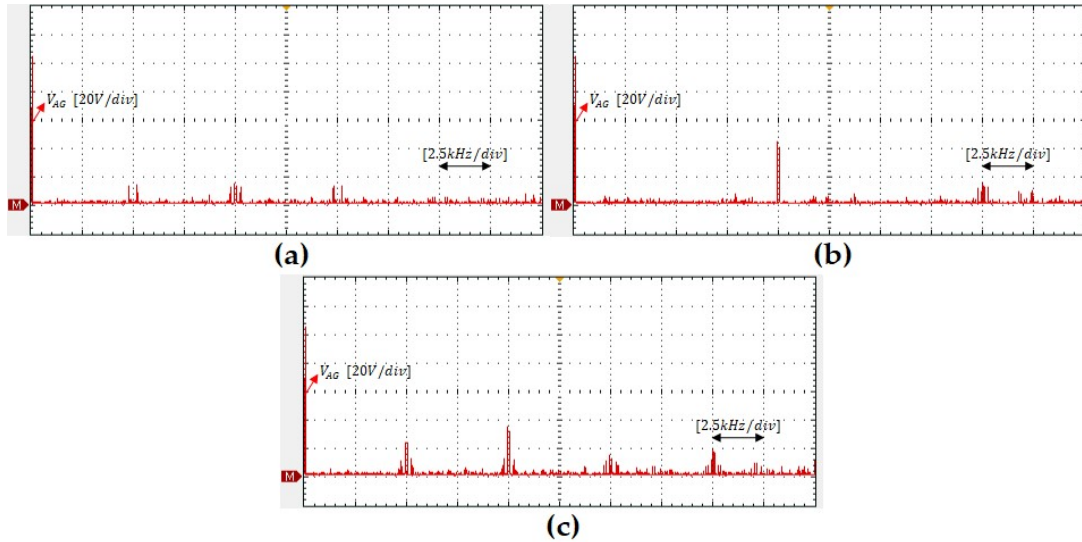 V_AG [20V/div]
[2.5kHz/div]
M
(a)
V_AG [20V/div]
[2.5kHz/div]
M
(b)
V_AG [20V/div]
[2.5kHz/div]
M
(c)